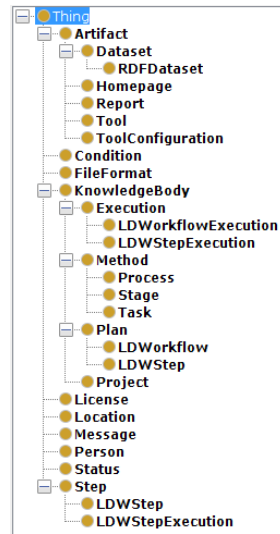 Thing
Artifact
Dataset
RDFDataset
Homepage
Report
Tool
ToolConfiguration
Condition
FileFormat
KnowledgeBody
Execution
LDWorkflowExecution
LDWStepExecution
Method
Process
Stage
Task
Plan
LDWorkflow
LDWStep
Project
License
Location
Message
Person
Status
Step
LDWStep
LDWStepExecution